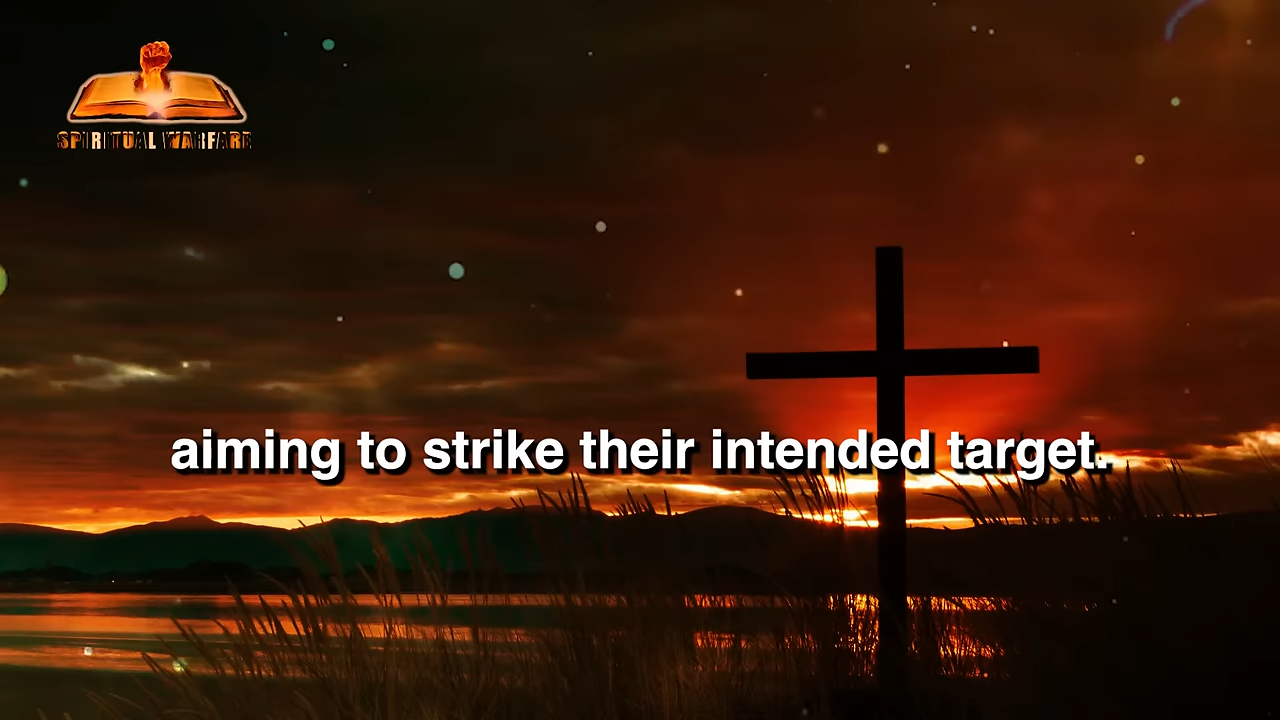 SPIRITUAL WARFARE
aiming to strike their intended target.